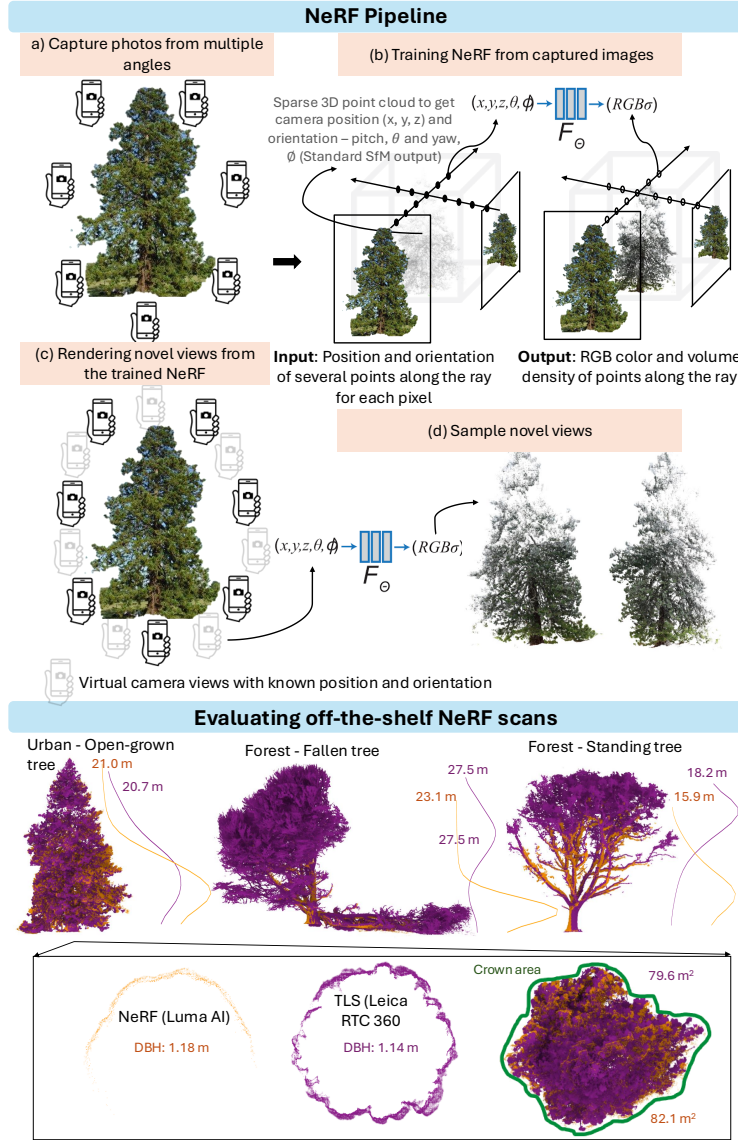 NeRF Pipeline
a) Capture photos from multiple
angles
(b) Training NeRF from captured images
Sparse 3D point cloud to get
camera position (x, y, z) and
orientation – pitch, θ and yaw,
Ø (Standard SfM output)
(x,y,z,θ,ϕ)
(RGBσ)
F_Θ
Input: Position and orientation
of several points along the ray
for each pixel
Output: RGB color and volume
density of points along the ray
(c) Rendering novel views from
the trained NeRF
(d) Sample novel views
(x,y,z,θ,ϕ)
(RGBσ)
F_Θ
Virtual camera views with known position and orientation
Evaluating off-the-shelf NeRF scans
Urban - Open-grown
tree
21.0 m
20.7 m
Forest - Fallen tree
27.5 m
23.1 m
27.5 m
Forest - Standing tree
18.2 m
15.9 m
NeRF (Luma AI)
DBH: 1.18 m
TLS (Leica
RTC 360
DBH: 1.14 m
Crown area
79.6 m²
82.1 m²